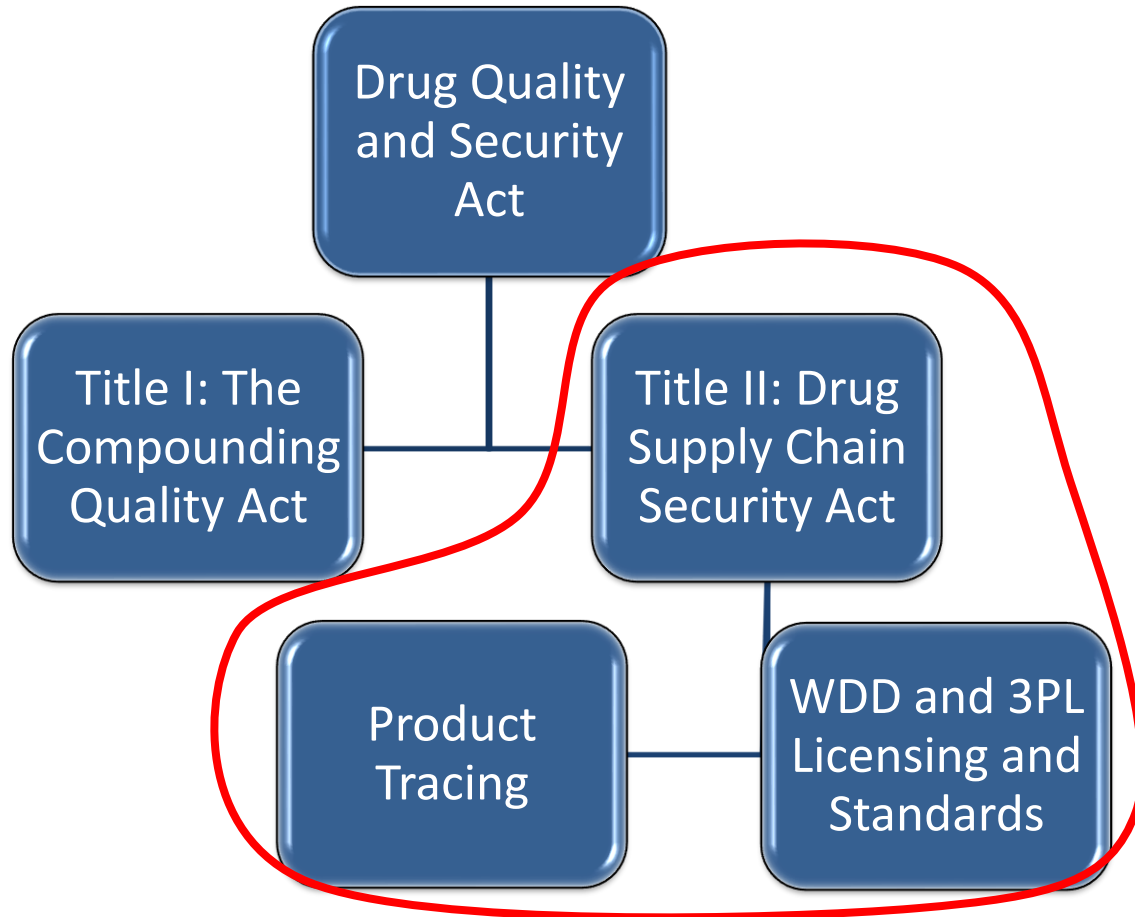 Drug Quality
and Security
Act
Title I: The
Compounding
Quality Act
Title II: Drug
Supply Chain
Security Act
Product
Tracing
WDD and 3PL
Licensing and
Standards